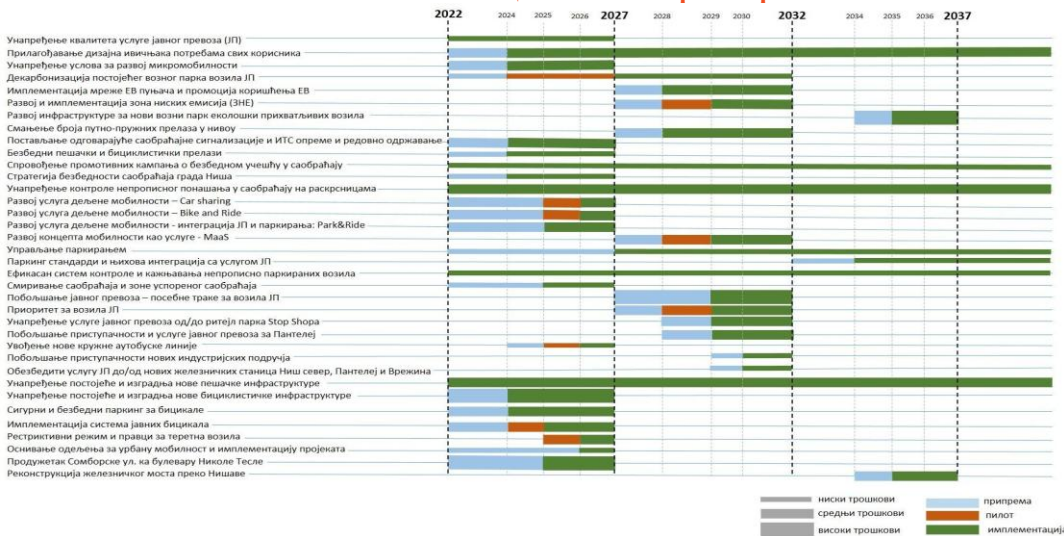 2022 2024 2025 2026 2027 2028 2029 2030 2032 2034 2035 2036 2037
Унапређење квалитета услуге јавног превоза (ЈП)
Прилагођавање дизајна ивичњака потребама свих корисника
Унапређење услова за развој микромобилности
Декарбонизација постојећег возног парка возила ЈП
Имплементација мреже ЕВ пуњача и промоција коришћења ЕВ
Развој и имплементација зона ниских емисија (ЗНЕ)
Развој инфраструктуре за нови возни парк еколошки прихватљивих возила
Смањење броја путно-пружних прелаза у нивоу
Постављање одговарајуће саобраћајне сигнализације и ИТС опреме и редовно одржавање
Безбедни пешачки и бициклистички прелази
Спровођење промотивних кампања о безбедном учешћу у саобраћају
Стратегија безбедности саобраћаја града Ниша
Унапређење контроле непрописног понашања у саобраћају на раскрсницама
Развој услуга дељене мобилности – Car sharing
Развој услуга дељене мобилности – Bike and Ride
Развој услуга дељене мобилности - интеграција ЈП и паркирања: Park&Ride
Развој концепта мобилности као услуге - MaaS
Управљање паркирањем
Паркинг стандарди и њихова интеграција са услугом ЈП
Ефикасан систем контроле и кажњавања непрописно паркираних возила
Смиривање саобраћаја и зоне успореног саобраћаја
Побољшање јавног превоза – посебне траке за возила ЈП
Приоритет за возила ЈП
Унапређење услуге јавног превоза од/до ритејл парка Stop Shopa
Побољшање приступачности и услуге јавног превоза за Пантелеј
Увођење нове кружне аутобуске линије
Побољшање приступачности нових индустријских подручја
Обезбедити услугу ЈП до/од нових железничких станица Ниш север, Пантелеј и Врежина
Унапређење постојеће и изградња нове пешачке инфраструктуре
Унапређење постојеће и изградња нове бициклистичке инфраструктуре
Сигурни и безбедни паркинг за бицикале
Имплементација система јавних бицикала
Рестриктивни режим и правци за теретна возила
Оснивање одељења за урбану мобилност и имплементацију пројеката
Продужетак Сомборске ул. ка булевару Николе Тесле
Реконструкција железничког моста преко Нишаве
ниски трошкови припрема
средњи трошкови пилот
високи трошкови имплементација